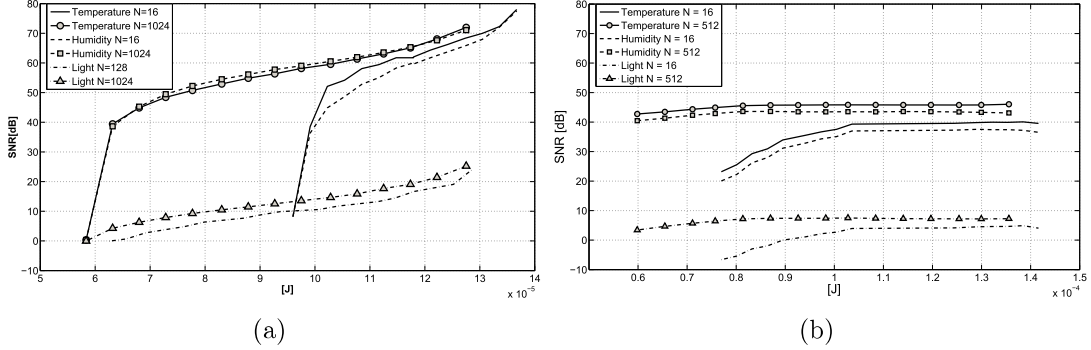 80
70
60
50
40
30
20
10
0
−10
SNR[dB]
Temperature N=16
Temperature N=1024
Humidity N=16
Humidity N=1024
Light N=128
Light N=1024
5 6 7 8 9 10 11 12 13 14
[J]
x 10⁻⁵
(a)
80
70
60
50
40
30
20
10
0
−10
SNR [dB]
Temperature N = 16
Temperature N = 512
Humidity N = 16
Humidity N = 512
Light N = 16
Light N = 512
0.6 0.7 0.8 0.9 1 1.1 1.2 1.3 1.4 1.5
[J]
x 10⁻⁴
(b)